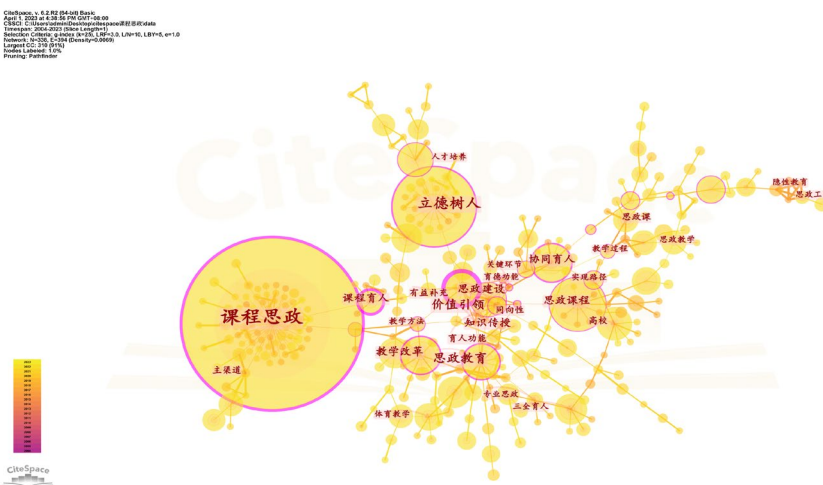 CiteSpace, v. 6.2.R2 (64-bit) Basic
April 1, 2023 at 4:38:56 PM GMT+08:00
CSSCI: C:\Users\admin\Desktop\citespace课程思政\data
Timespan: 2004-2023 (Slice Length=1)
Selection Criteria: g-index (k=25), LRF=3.0, L/N=10, LBY=5, e=1.0
Network: N=338, E=394 (Density=0.0069)
Largest CC: 310 (91%)
Nodes Labeled: 1.0%
Pruning: Pathfinder
CiteSpace
人才培养
隐性教育
思政工
立德树人
思政课
思政教学
教学过程
关键环节
协同育人
育德功能
实现路径
有益补充
思政建设
课程育人
价值引领
同向性
思政课程
课程思政
教学方法
知识传授
高校
育人功能
教学改革
思政教育
主渠道
专业思政
三全育人
体育教学
CiteSpace